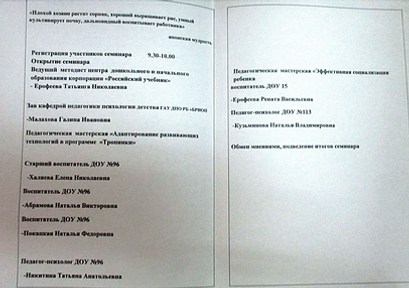 «Плохой хозяин растит сорняк, хороший выращивает рис, умный
культивирует почву, дальновидный воспитывает работника»
японская мудрость
Регистрация участников семинара 9.30-10.00
Открытие семинара
Ведущий методист центра дошкольного и начального
образования корпорации «Российский учебник»
- Ерофеева Татьяна Николаевна
Зав кафедрой педагогики психологии детства ГАУ ДПО РБ «БРИОП
-Малахова Галина Ивановна
Педагогическая мастерская «Адаптирование развивающих
технологий в программе «Тропинки»
Старший воспитатель ДОУ №96
-Халяева Елена Николаевна
Воспитатель ДОУ №96
-Абрамова Наталья Викторовна
Воспитатель ДОУ №96
-Покацкая Наталья Федоровна
Педагог-психолог ДОУ №96
-Никитина Татьяна Анатольевна
Педагогическая мастерская «Эффективная социализация
ребенка
воспитатель ДОУ 15
-Ерофеева Рената Васильевна
Педагог-психолог ДОУ №113
-Кузьминова Наталья Владимировна
Обмен мнениями, подведение итогов семинара